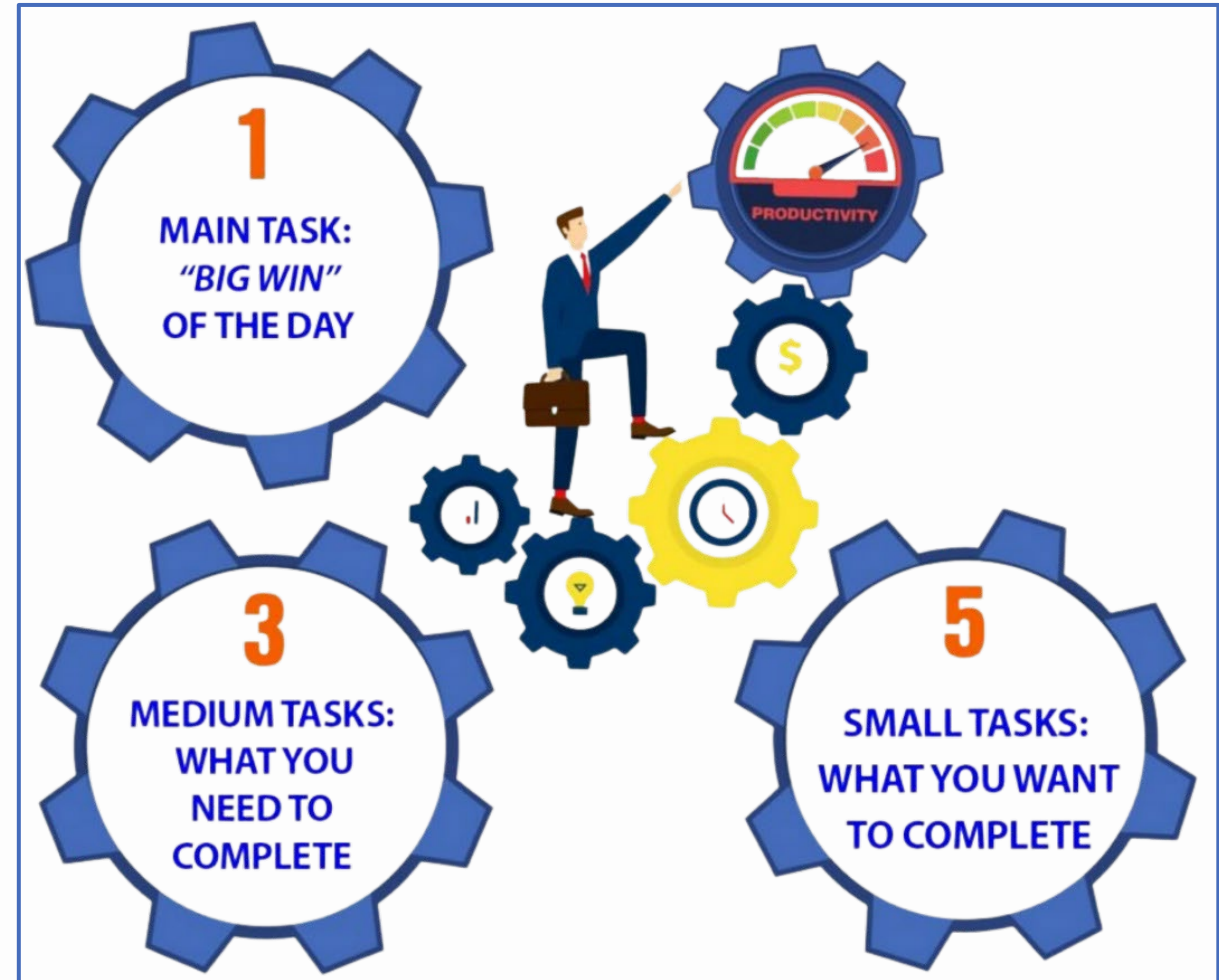 1
MAIN TASK:
“BIG WIN”
OF THE DAY
PRODUCTIVITY
$
3
MEDIUM TASKS:
WHAT YOU
NEED TO
COMPLETE
5
SMALL TASKS:
WHAT YOU WANT
TO COMPLETE